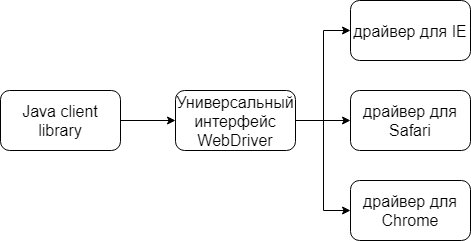 драйвер для IE
Java client
library
Универсальный
интерфейс
WebDriver
драйвер для
Safari
драйвер для
Chrome